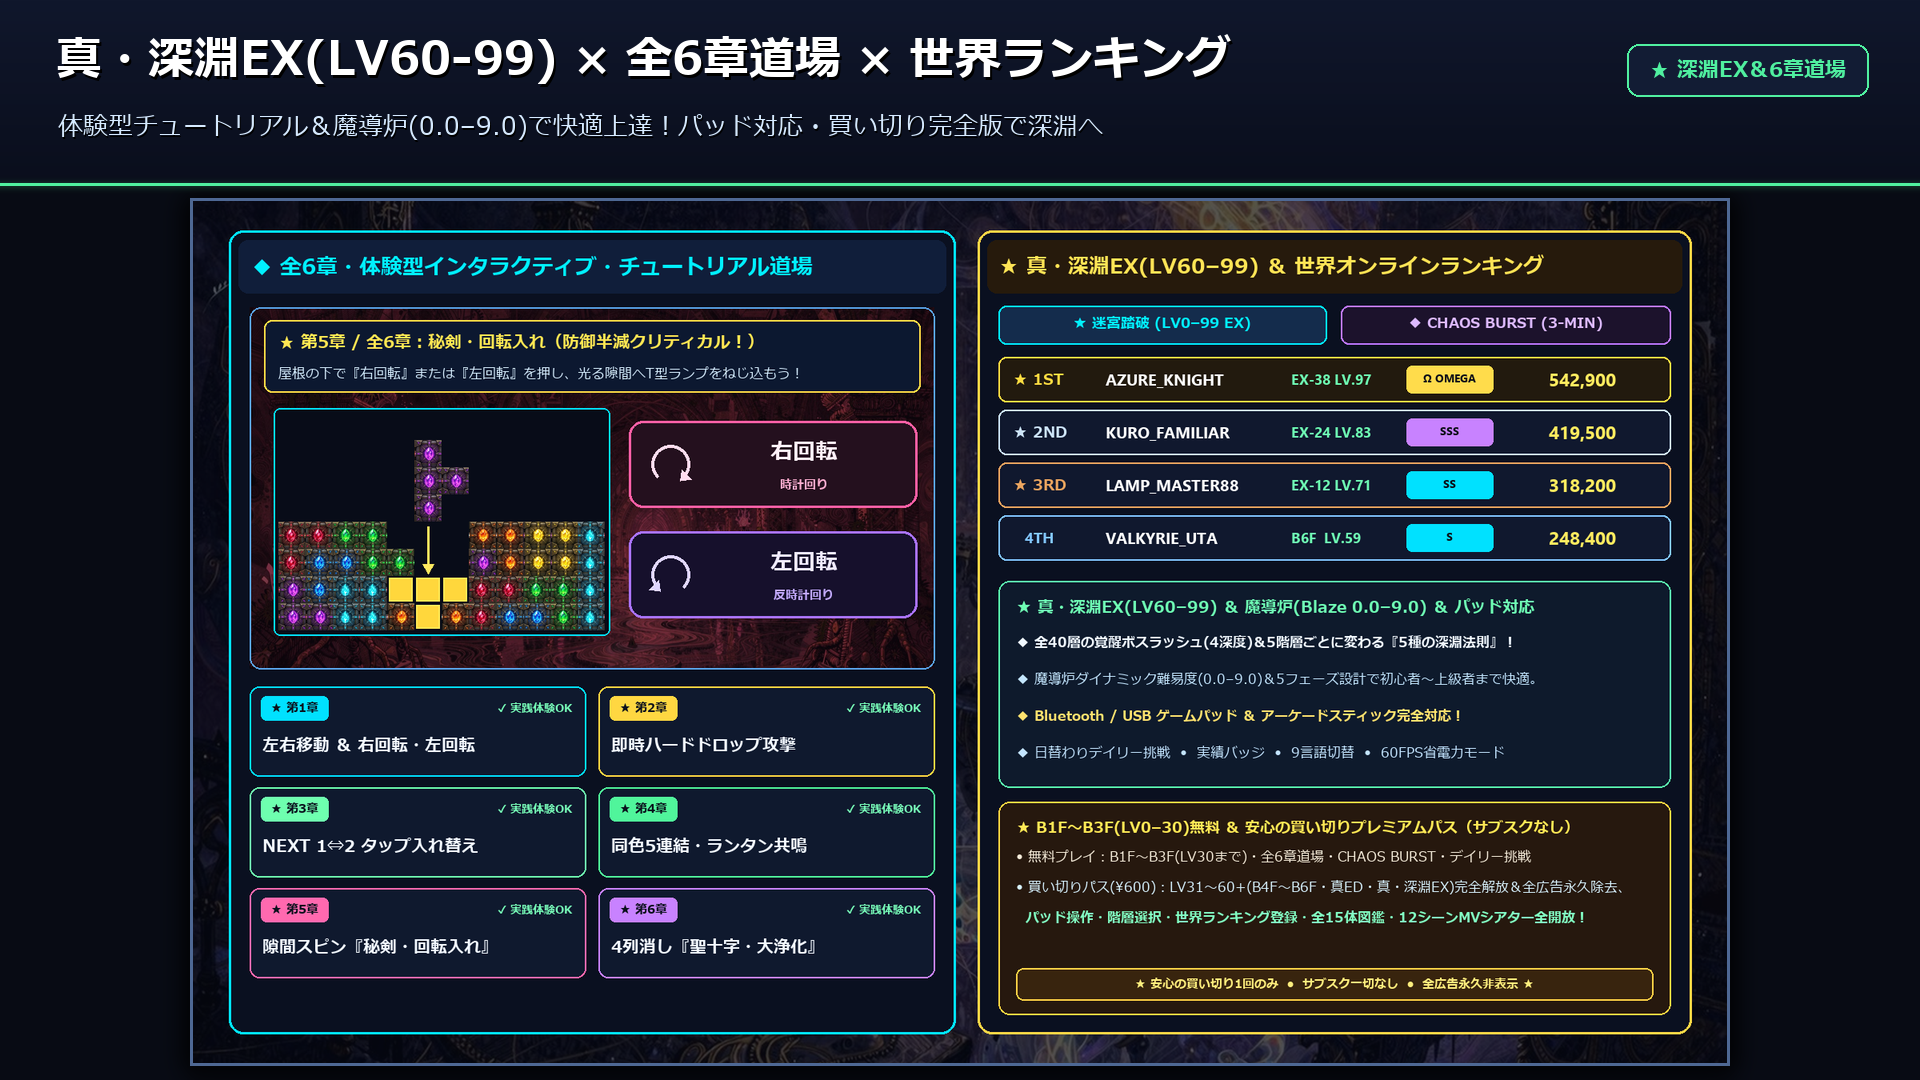 真・深淵EX(LV60-99) × 全6章道場 × 世界ランキング
★ 深淵EX&6章道場
体験型チュートリアル&魔導炉(0.0–9.0)で快適上達！パッド対応・買い切り完全版で深淵へ
◆ 全6章・体験型インタラクティブ・チュートリアル道場
★ 第5章 / 全6章：秘剣・回転入れ（防御半減クリティカル！）
屋根の下で『右回転』または『左回転』を押し、光る隙間へT型ランプをねじ込もう！
右回転
時計回り
左回転
反時計回り
★ 第1章
✓ 実践体験OK
左右移動 & 右回転・左回転
★ 第2章
✓ 実践体験OK
即時ハードドロップ攻撃
★ 第3章
✓ 実践体験OK
NEXT 1⇔2 タップ入れ替え
★ 第4章
✓ 実践体験OK
同色5連結・ランタン共鳴
★ 第5章
✓ 実践体験OK
隙間スピン『秘剣・回転入れ』
★ 第6章
✓ 実践体験OK
4列消し『聖十字・大浄化』
★ 真・深淵EX(LV60–99) & 世界オンラインランキング
★ 迷宮踏破 (LV0–99 EX)
◆ CHAOS BURST (3-MIN)
★ 1ST AZURE_KNIGHT EX-38 LV.97 Ω OMEGA 542,900
★ 2ND KURO_FAMILIAR EX-24 LV.83 SSS 419,500
★ 3RD LAMP_MASTER88 EX-12 LV.71 SS 318,200
4TH VALKYRIE_UTA B6F LV.59 S 248,400
★ 真・深淵EX(LV60–99) & 魔導炉(Blaze 0.0–9.0) & パッド対応
◆ 全40層の覚醒ボスラッシュ(4深度)&5階層ごとに変わる『5種の深淵法則』！
◆ 魔導炉ダイナミック難易度(0.0–9.0)&5フェーズ設計で初心者〜上級者まで快適。
◆ Bluetooth / USB ゲームパッド & アーケードスティック完全対応！
◆ 日替わりデイリー挑戦 • 実績バッジ • 9言語切替 • 60FPS省電力モード
★ B1F〜B3F(LV0–30)無料 & 安心の買い切りプレミアムパス（サブスクなし）
• 無料プレイ：B1F〜B3F(LV30まで)・全6章道場・CHAOS BURST・デイリー挑戦
• 買い切りパス(¥600)：LV31〜60+(B4F〜B6F・真ED・真・深淵EX)完全解放&全広告永久除去、
パッド操作・階層選択・世界ランキング登録・全15体図鑑・12シーンMVシアター全開放！
★ 安心の買い切り1回のみ • サブスク一切なし • 全広告永久非表示 ★